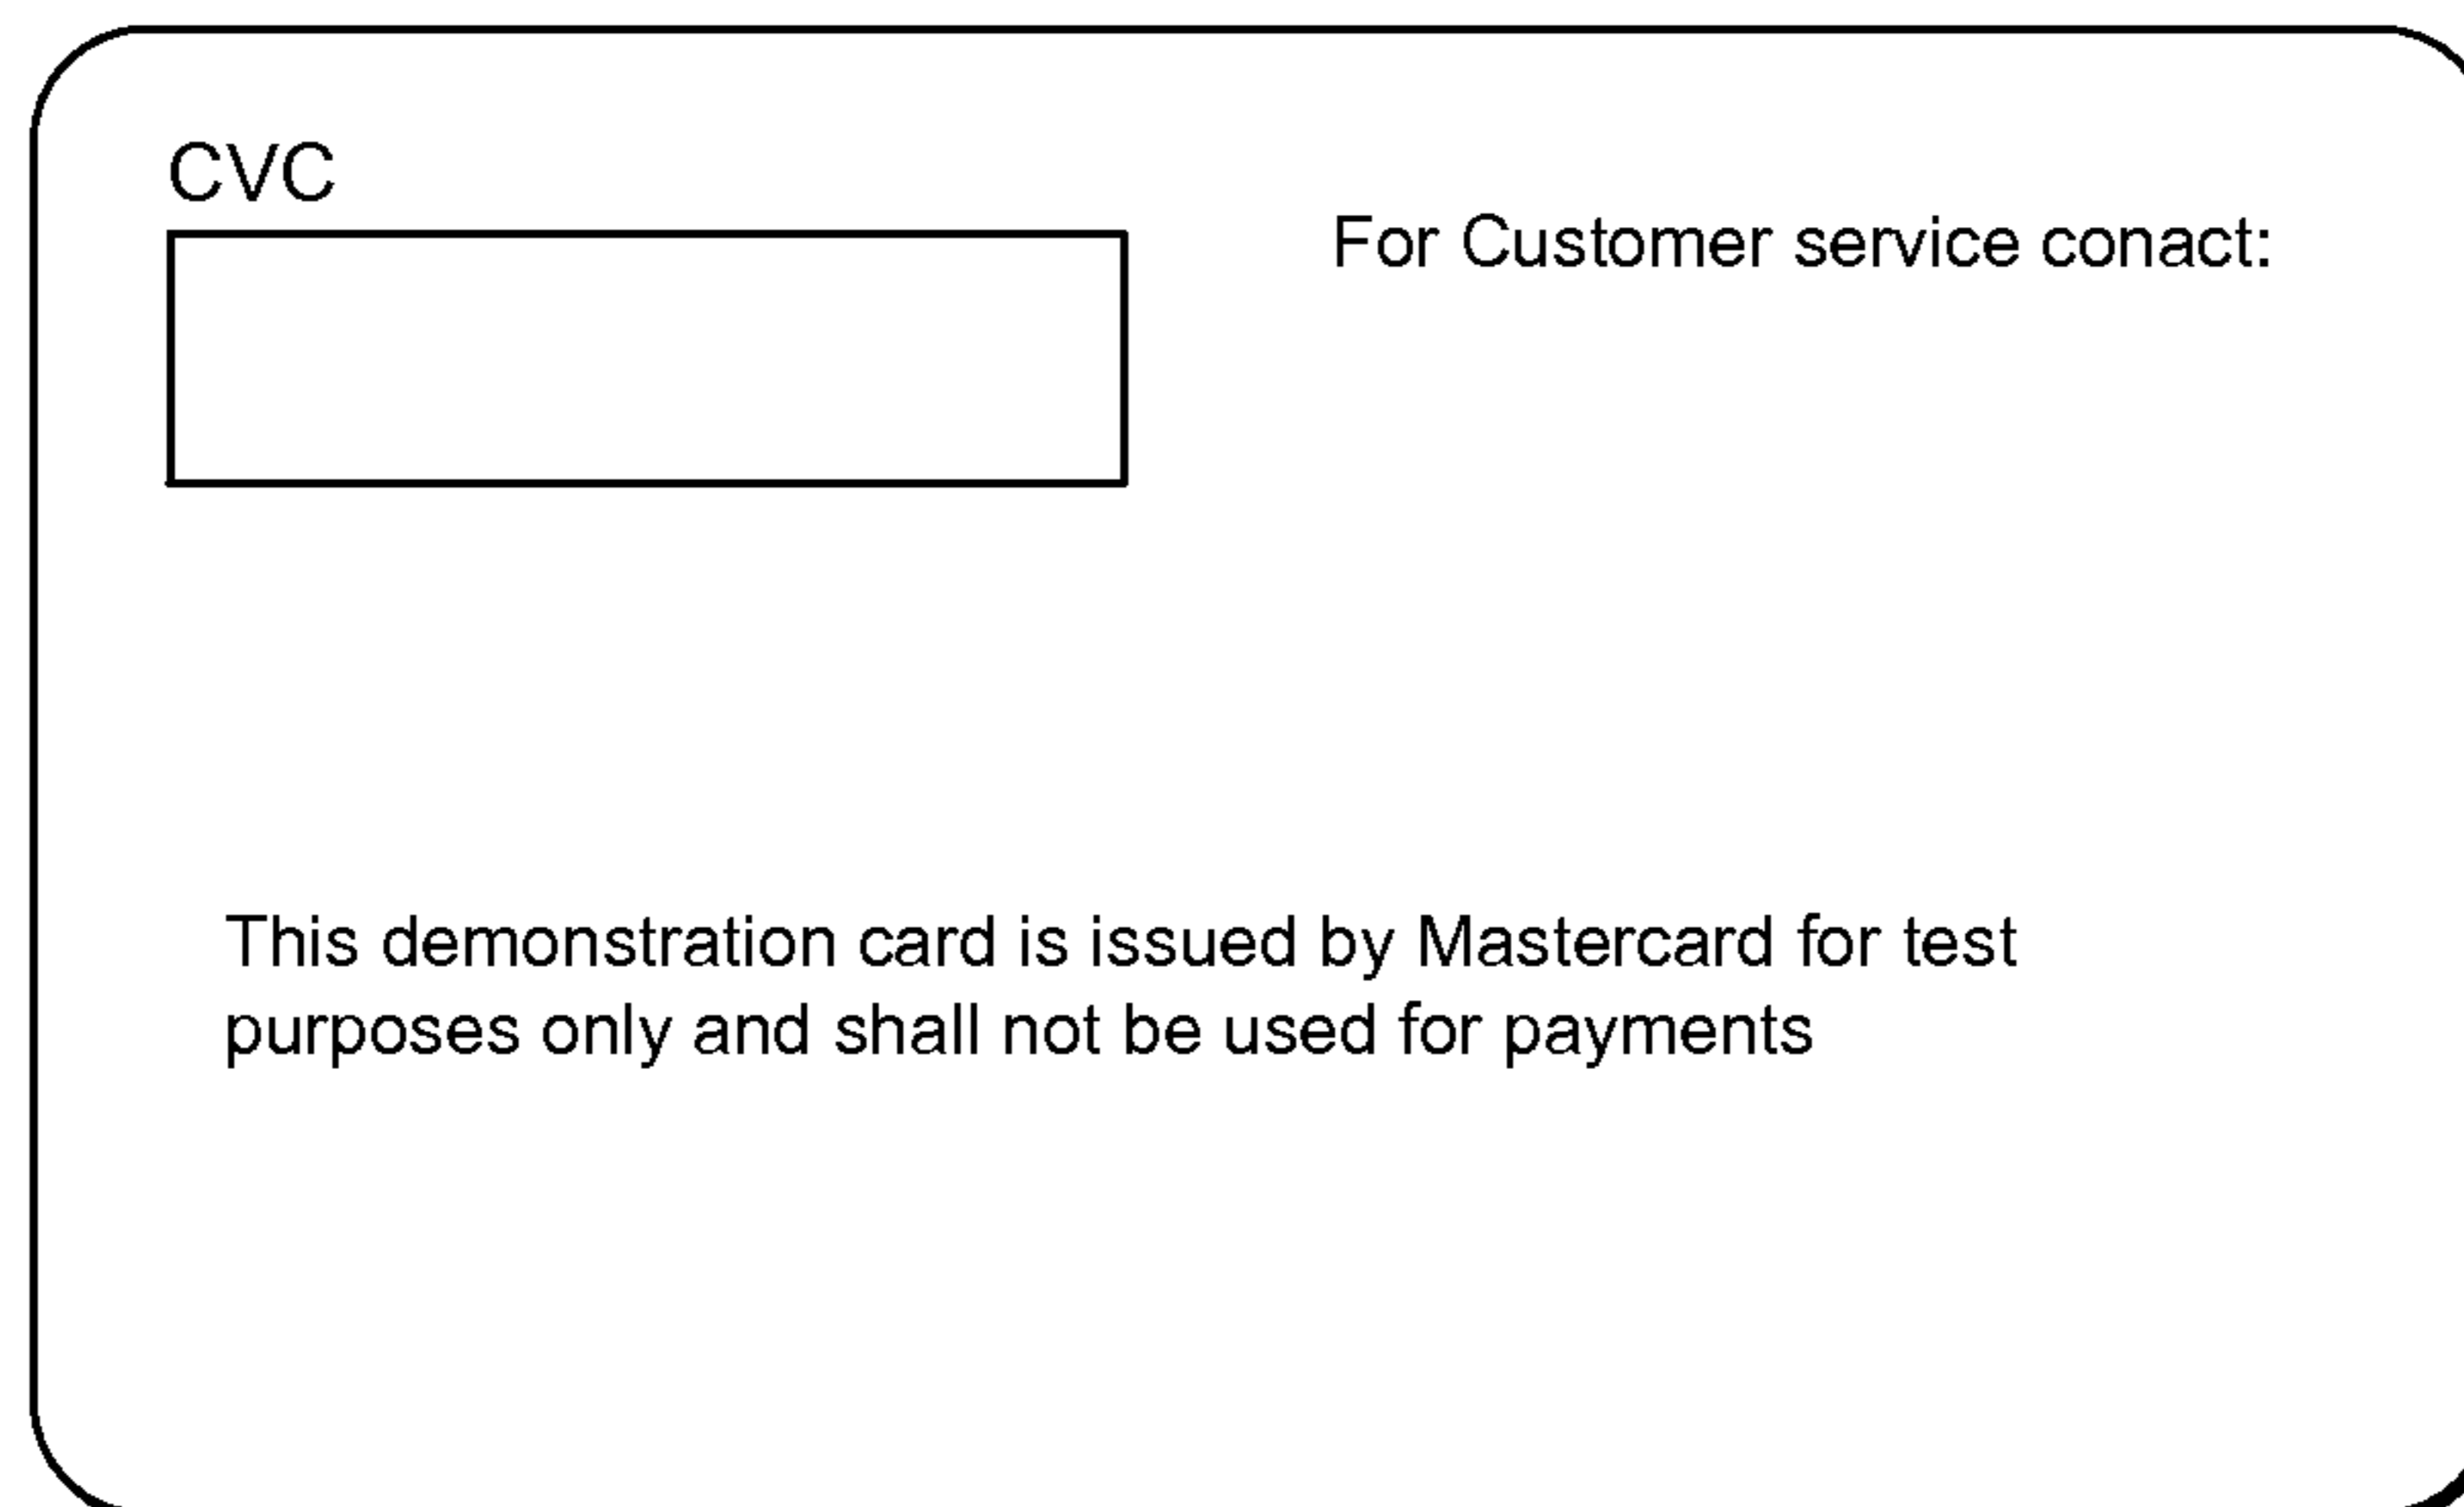 CVC
For Customer service conact:
This demonstration card is issued by Mastercard for test
purposes only and shall not be used for payments